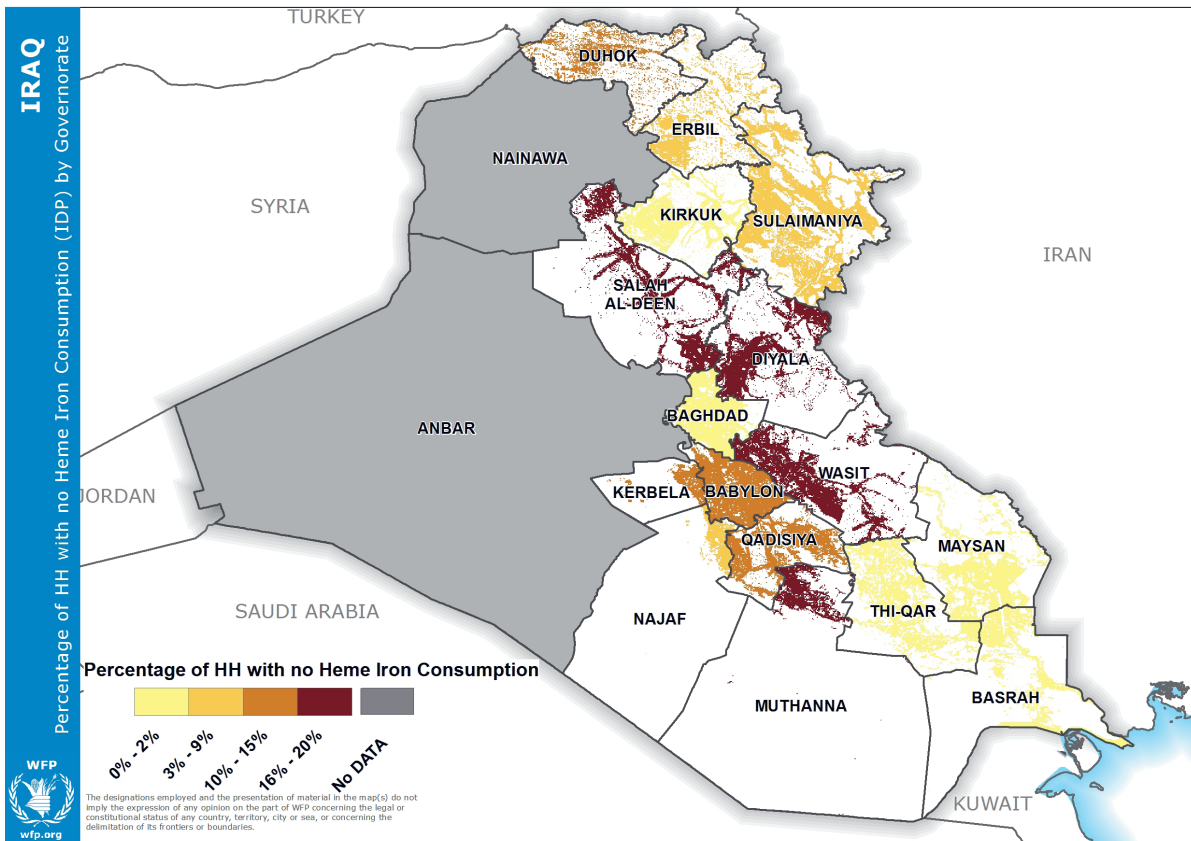 IRAQ
Percentage of HH with no Heme Iron Consumption (IDP) by Governorate
WFP
wfp.org
TURKEY
SYRIA
IRAN
JORDAN
SAUDI ARABIA
KUWAIT
DUHOK
NAINAWA
ERBIL
KIRKUK
SULAIMANIYA
SALAH
AL-DEEN
DIYALA
ANBAR
BAGHDAD
WASIT
KERBELA
BABYLON
QADISIYA
MAYSAN
THI-QAR
NAJAF
MUTHANNA
BASRAH
Percentage of HH with no Heme Iron Consumption
0% - 2%
3% - 9%
10% - 15%
16% - 20%
No DATA
The designations employed and the presentation of material in the map(s) do not
imply the expression of any opinion on the part of WFP concerning the legal or
constitutional status of any country, territory, city or sea, or concerning the
delimitation of its frontiers or boundaries.